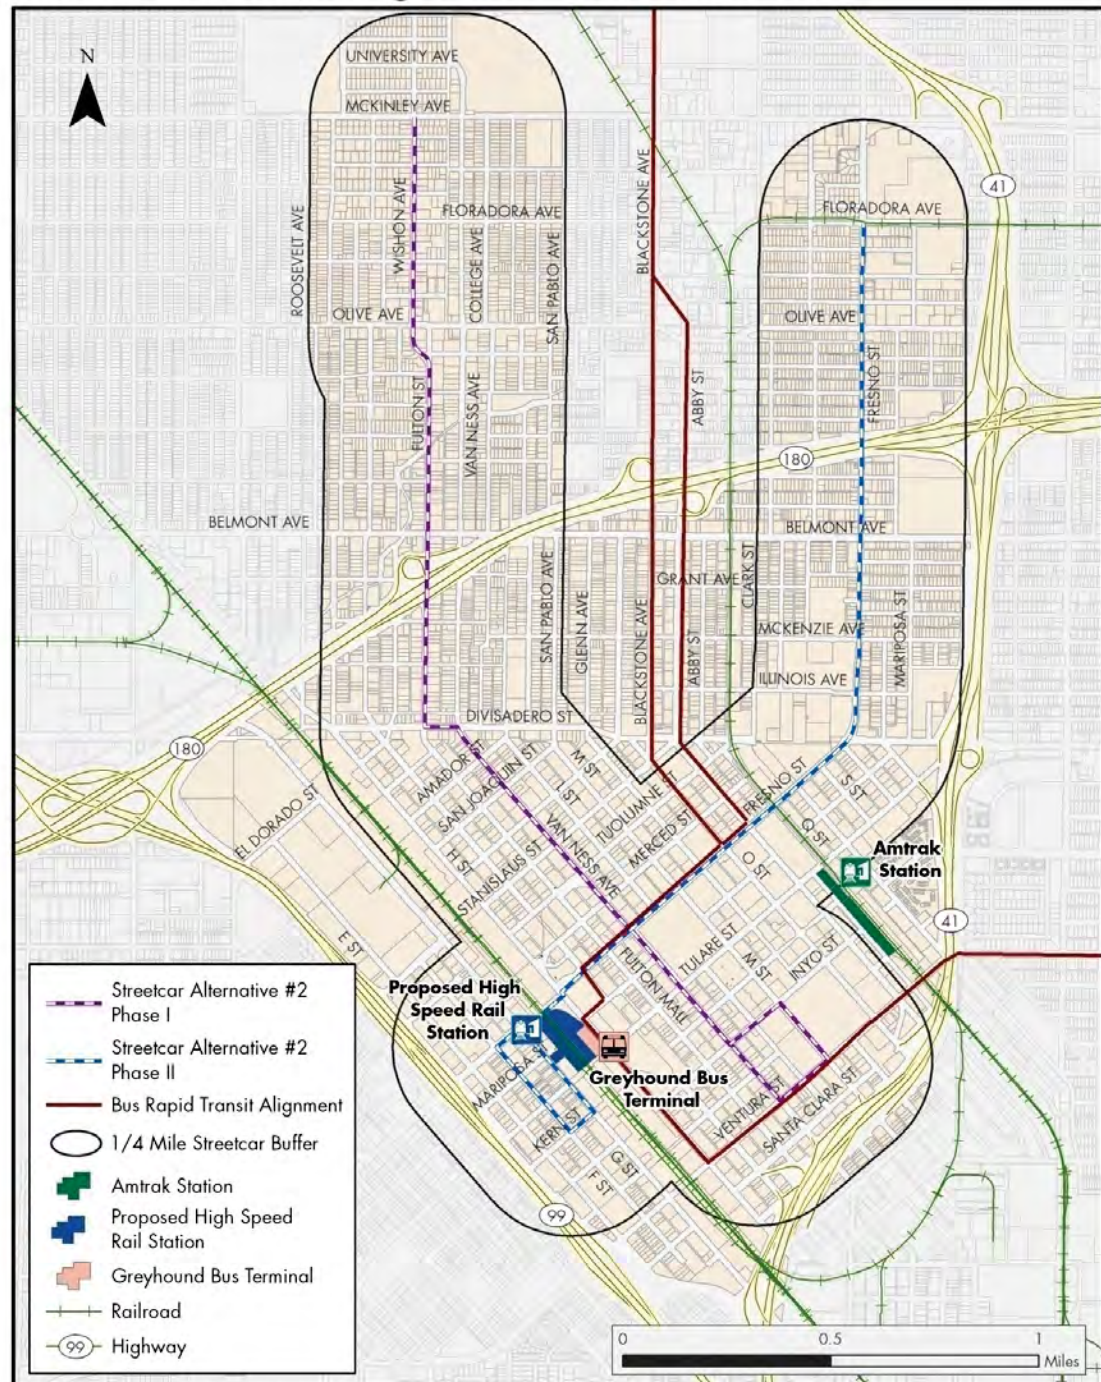 N
UNIVERSITY AVE
MCKINLEY AVE
ROOSEVELT AVE
WISHON AVE
FLORADORA AVE
COLLEGE AVE
SAN PABLO AVE
BLACKSTONE AVE
FLORADORA AVE
41
OLIVE AVE
OLIVE AVE
FULTON ST
VAN NESS AVE
ABBY ST
FRESNO ST
180
BELMONT AVE
BELMONT AVE
SAN PABLO AVE
GLENN AVE
BLACKSTONE AVE
GRANT AVE
CLARK ST
ABBY ST
MCKENZIE AVE
MARIPOSA ST
ILLINOIS AVE
DIVISADERO ST
180
AMADOR ST
SAN JOAQUIN ST
M ST
L ST
TUOLUMNE ST
MERCED ST
FRESNO ST
S ST
Q ST
EL DORADO ST
H ST
STANISLAUS ST
VAN NESS AVE
O ST
Amtrak
Station
41
E ST
FULTON MALL
TULARE ST
M ST
INYO ST
Proposed High
Speed Rail
Station
Greyhound Bus
Terminal
MARIPOSA ST
KERN ST
G ST
F ST
VENTURA ST
SANTA CLARA ST
99
Streetcar Alternative #2
Phase I
Streetcar Alternative #2
Phase II
Bus Rapid Transit Alignment
1/4 Mile Streetcar Buffer
Amtrak Station
Proposed High Speed
Rail Station
Greyhound Bus Terminal
Railroad
99 Highway
0 0.5 1
Miles